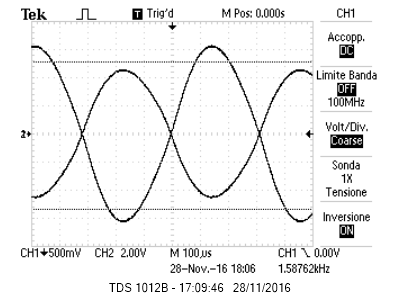 Tek T Trig'd M Pos: 0.000s CH1
Accopp.
DC
Limite Banda
OFF
100MHz
2
Volt/Div.
Coarse
Sonda
1X
Tensione
Inversione
ON
CH1 500mV CH2 2.00V M 100µs CH1 0.00V
28-Nov.-16 18:06 1.58762kHz
TDS 1012B - 17:09:46 28/11/2016